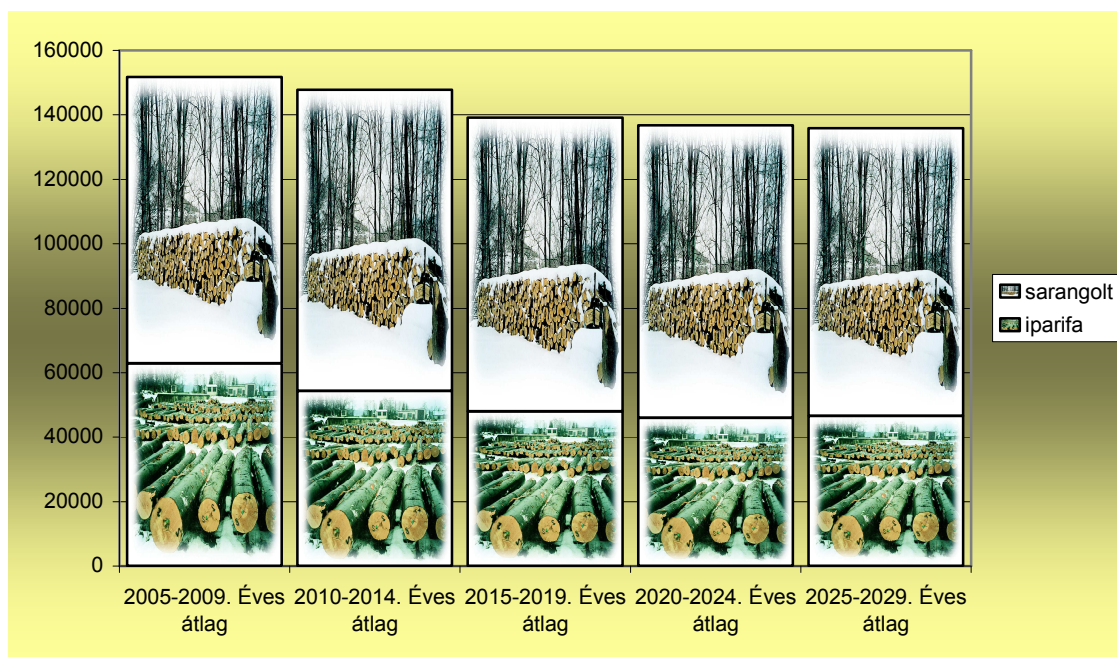 160000
140000
120000
100000
80000
60000
40000
20000
0
2005-2009. Éves
átlag
2010-2014. Éves
átlag
2015-2019. Éves
átlag
2020-2024. Éves
átlag
2025-2029. Éves
átlag
sarangolt
iparifa